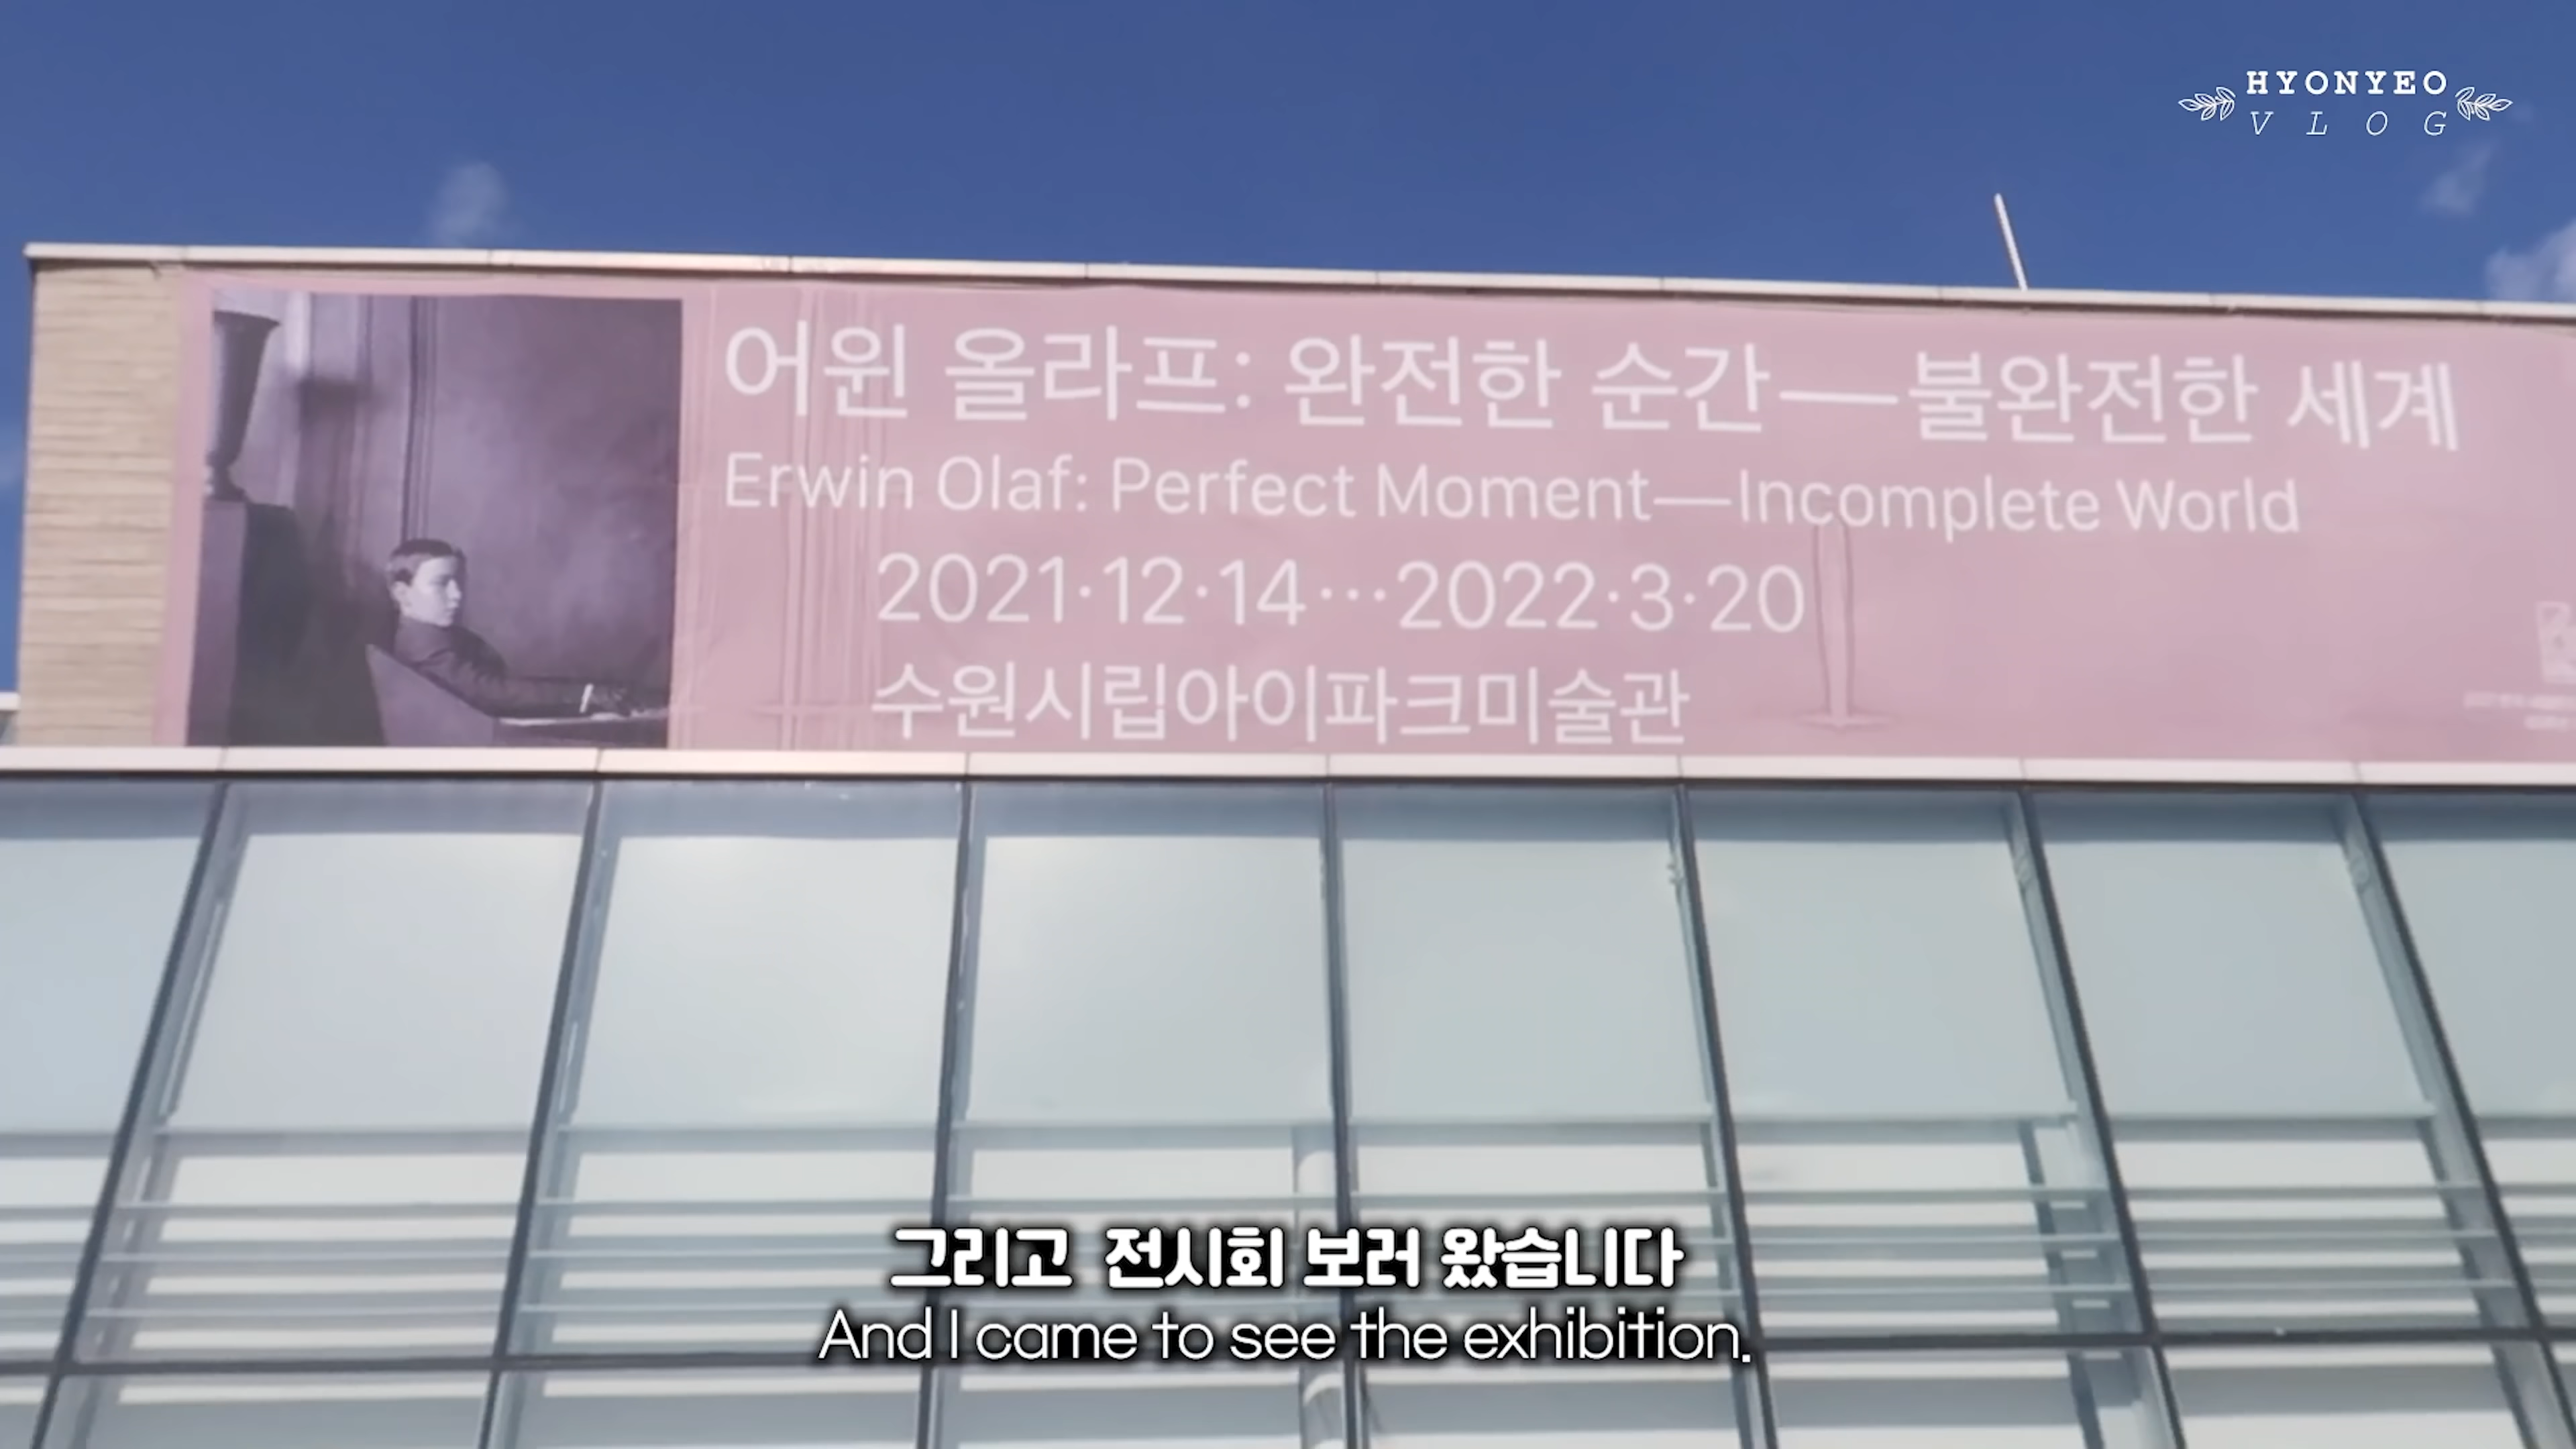 HYONYEO
VLOG
어윈 올라프: 완전한 순간—불완전한 세계
Erwin Olaf: Perfect Moment—Incomplete World
2021·12·14···2022·3·20
수원시립아이파크미술관
그리고 전시회 보러 왔습니다
And I came to see the exhibition.